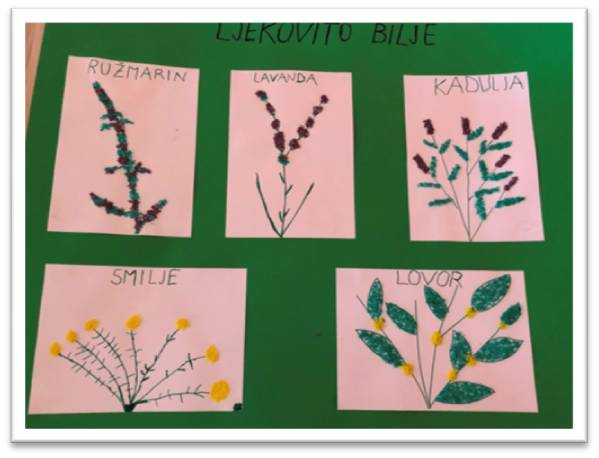 LJEKOVITO BILJE
RUŽMARIN
LAVANDA
KADULJA
SMILJE
LOVOR